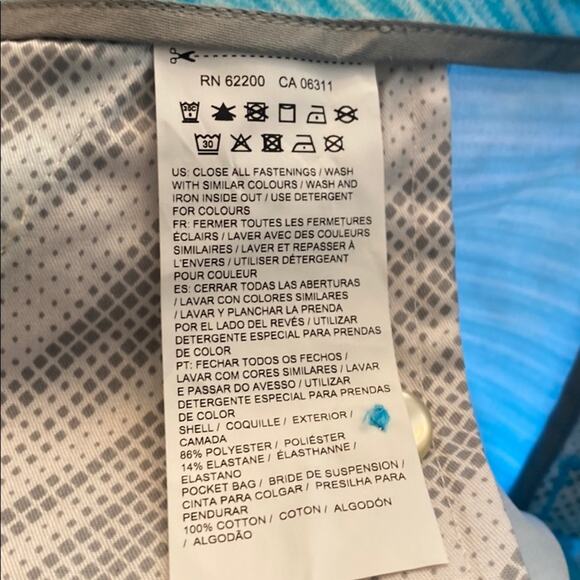 RN 62200 CA 06311
30C
30
US: CLOSE ALL FASTENINGS / WASH
WITH SIMILAR COLOURS / WASH AND
IRON INSIDE OUT / USE DETERGENT
FOR COLOURS
FR: FERMER TOUTES LES FERMETURES
ÉCLAIRS / LAVER AVEC DES COULEURS
SIMILAIRES / LAVER ET REPASSER À
L'ENVERS / UTILISER DÉTERGENT
POUR COULEUR
ES: CERRAR TODAS LAS ABERTURAS
/ LAVAR CON COLORES SIMILARES
/ LAVAR Y PLANCHAR LA PRENDA
POR EL LADO DEL REVÉS / UTILIZAR
DETERGENTE ESPECIAL PARA PRENDAS
DE COLOR
PT: FECHAR TODOS OS FECHOS /
LAVAR COM CORES SIMILARES / LAVAR
E PASSAR DO AVESSO / UTILIZAR
DETERGENTE ESPECIAL PARA PRENDAS
DE COLOR
SHELL / COQUILLE / EXTERIOR /
CAMADA
86% POLYESTER / POLIÉSTER
14% ELASTANE / ÉLASTHANNE /
ELASTANO
POCKET BAG / BRIDE DE SUSPENSION /
CINTA PARA COLGAR / PRESILHA PARA
PENDURAR
100% COTTON / COTON / ALGODÓN
/ ALGODÃO